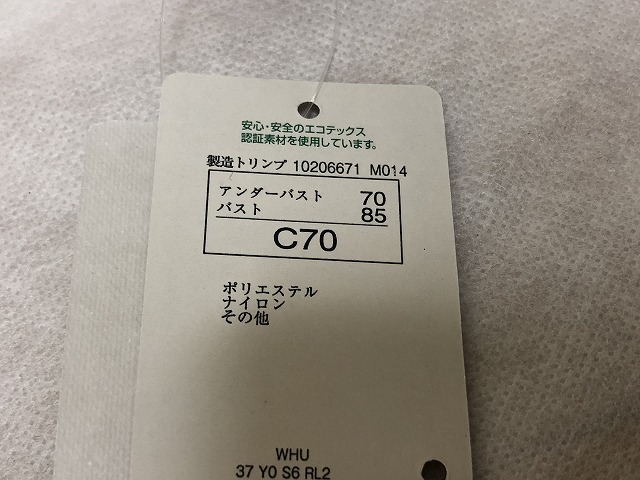 安心・安全のエコテックス
認証素材を使用しています。
製造トリンプ 10206671 M014
アンダーバスト 70
バスト 85
C70
ポリエステル
ナイロン
その他
WHU
37 Y0 S6 RL2